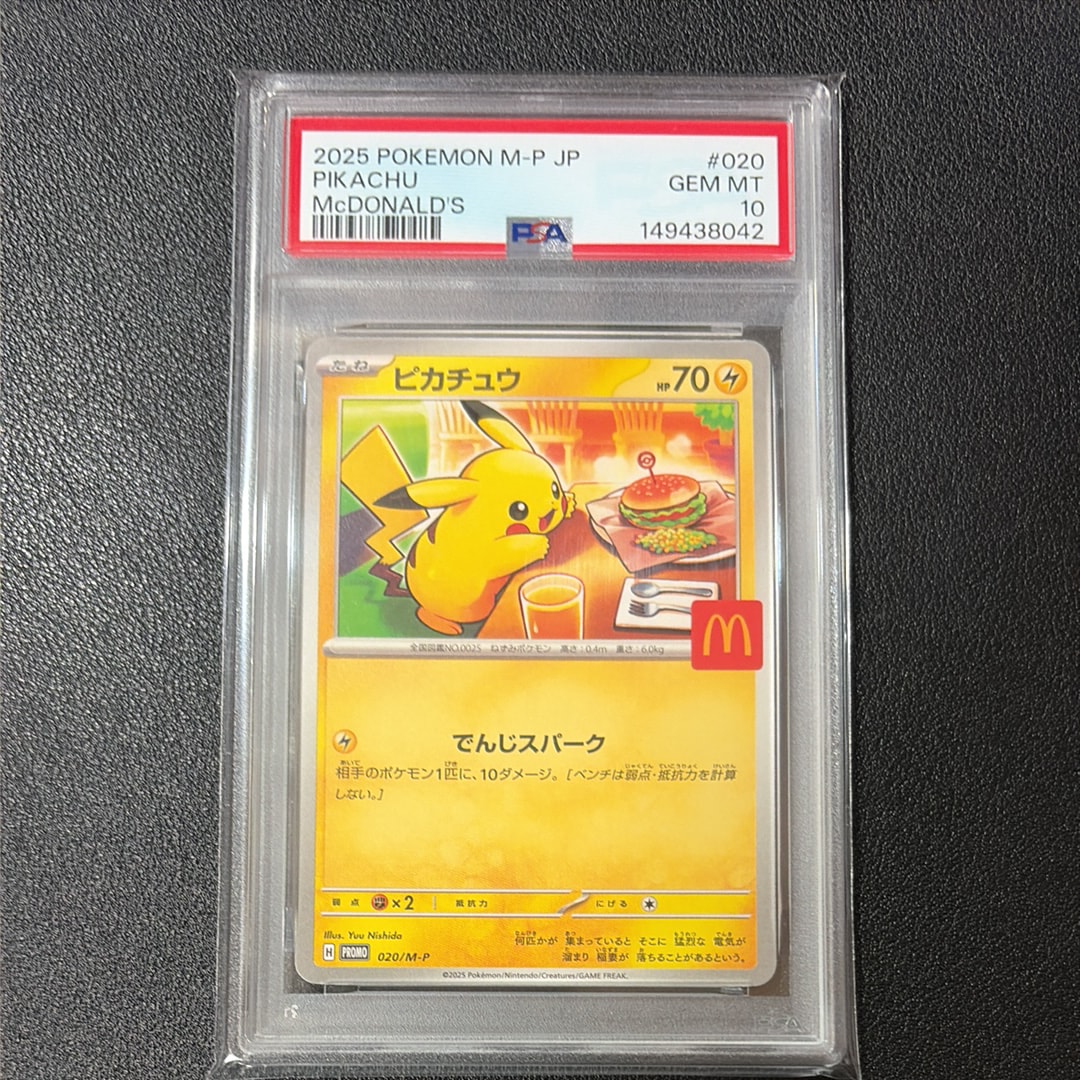 2025 POKEMON M-P JP #020
PIKACHU GEM MT
McDONALD'S 10
PSA 149438042
たね ピカチュウ HP 70
全国図鑑NO.0025 ねずみポケモン 高さ:0.4m 重さ:6.0kg
M
でんじスパーク
相手のポケモン1匹に、10ダメージ。[ベンチは弱点・抵抗力を計算
しない。]
弱点 ×2 抵抗力 にげる
Illus. Yuu Nishida
何匹かが 集まっていると そこに 猛烈な 電気が
溜まり 稲妻が 落ちることがあるという。
H PROMO 020/M-P
©2025 Pokémon/Nintendo/Creatures/GAME FREAK.
PSA